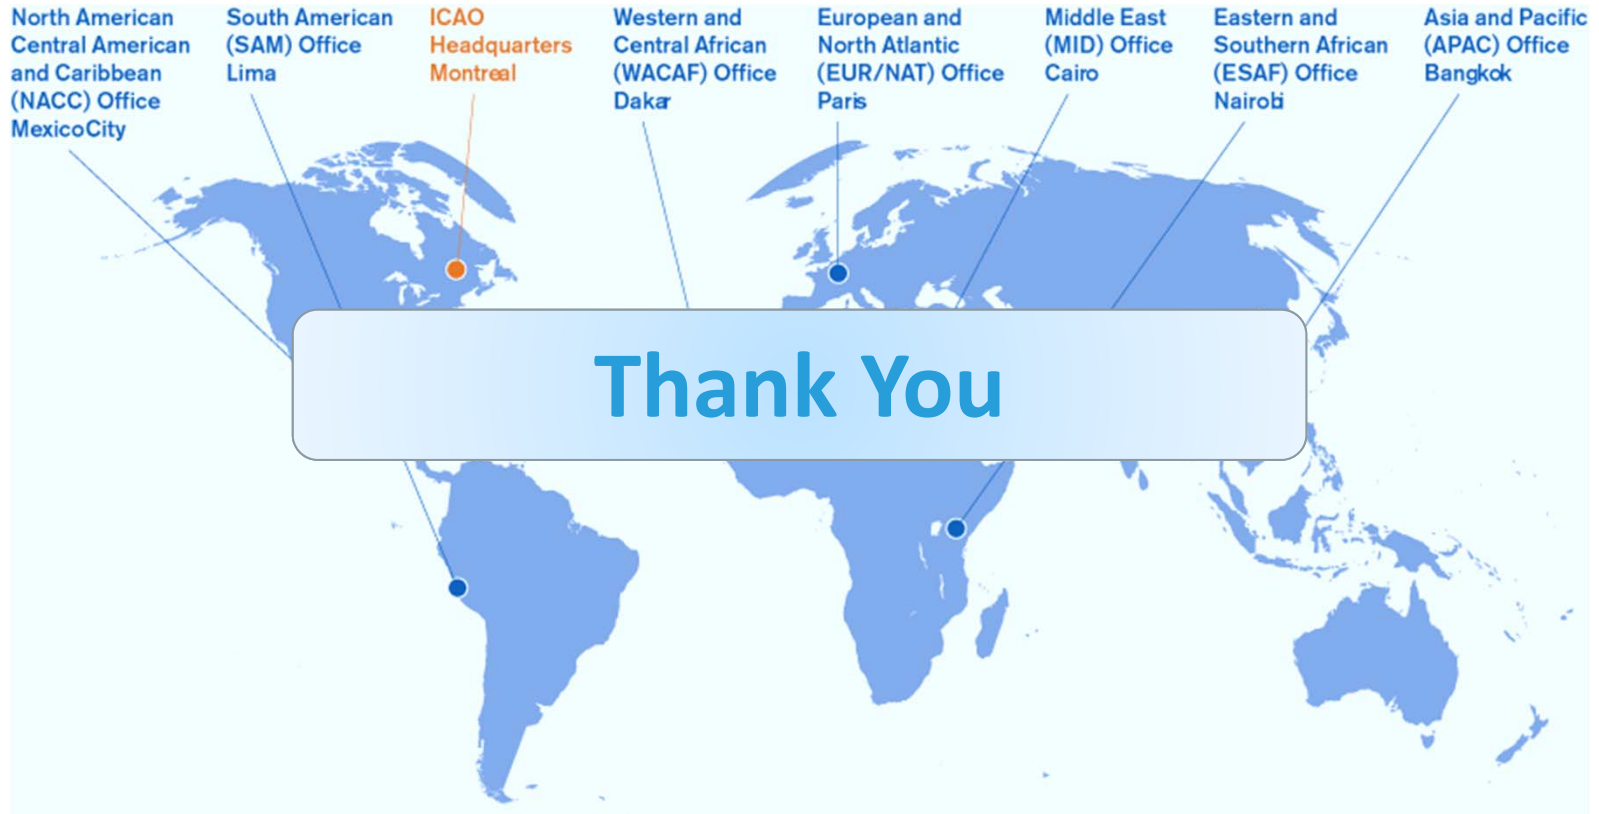 North American
Central American
and Caribbean
(NACC) Office
MexicoCity
South American
(SAM) Office
Lima
ICAO
Headquarters
Montreal
Western and
Central African
(WACAF) Office
Dakar
European and
North Atlantic
(EUR/NAT) Office
Paris
Middle East
(MID) Office
Cairo
Eastern and
Southern African
(ESAF) Office
Nairobi
Asia and Pacific
(APAC) Office
Bangkok
Thank You